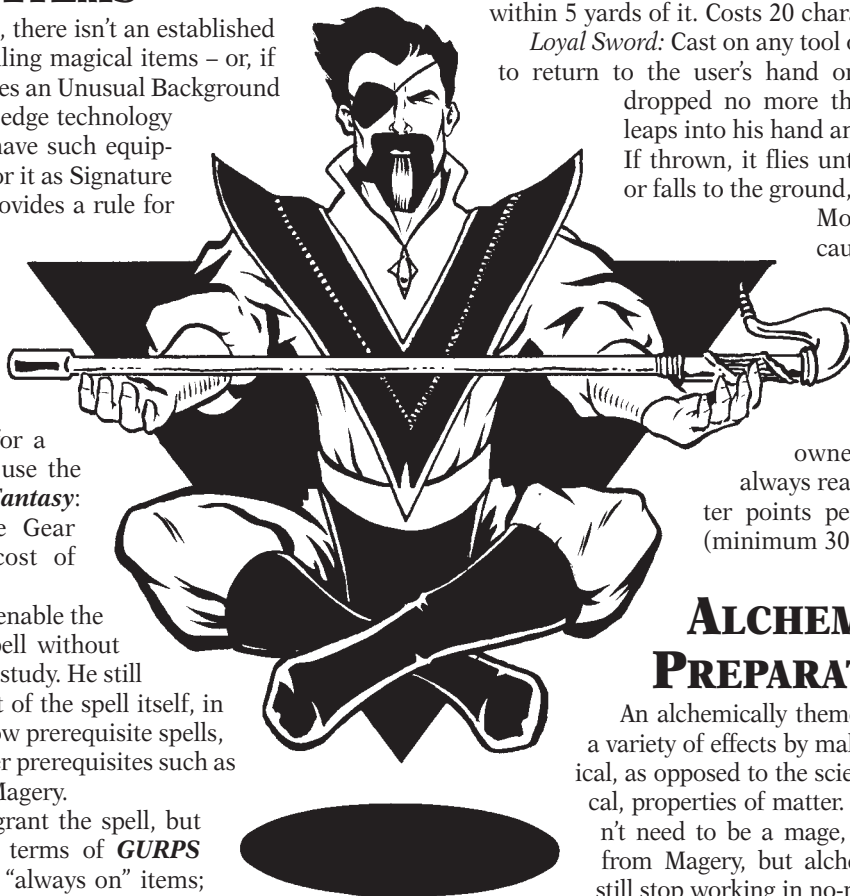 , there isn't an established
ling magical items – or, if
es an Unusual Background
edge technology
have such equip-
or it as Signature
ovides a rule for
for a
use the
Fantasy:
e Gear
cost of
enable the
pell without
study. He still
t of the spell itself, in
ow prerequisite spells,
er prerequisites such as
Magery.
grant the spell, but
terms of GURPS
"always on" items;
within 5 yards of it. Costs 20 chara
Loyal Sword: Cast on any tool o
to return to the user's hand or
dropped no more th
leaps into his hand an
If thrown, it flies unt
or falls to the ground,
Mo
cau
owne
always rea
ter points pe
(minimum 30
ALCHEM
PREPARAT
An alchemically theme
a variety of effects by mak
ical, as opposed to the scie
cal, properties of matter.
n't need to be a mage,
from Magery, but alche
still stop working in no-m